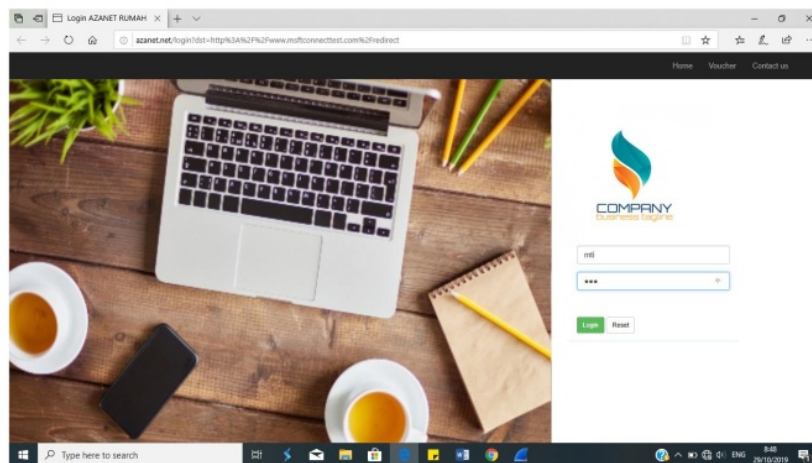 Login AZANET RUMAH
azanet.net/login?dst=http%3A%2F%2Fwww.msftconnecttest.com%2Fredirect
Home Voucher Contact us
COMPANY
business tagline
mti
Login Reset
Type here to search
ENG
8:48
29/10/2019